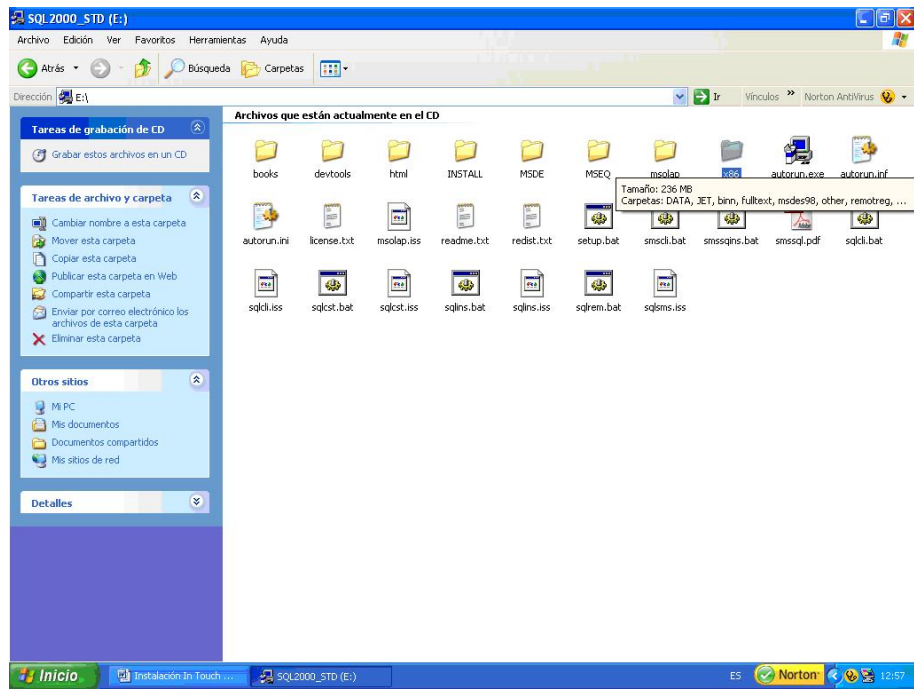 SQL2000_STD (E:)
Archivo Edición Ver Favoritos Herramientas Ayuda
Atrás Búsqueda Carpetas
Dirección E:\ Ir Vínculos » Norton AntiVirus
Tareas de grabación de CD
Grabar estos archivos en un CD
Tareas de archivo y carpeta
Cambiar nombre a esta carpeta
Mover esta carpeta
Copiar esta carpeta
Publicar esta carpeta en Web
Compartir esta carpeta
Enviar por correo electrónico los
archivos de esta carpeta
Eliminar esta carpeta
Otros sitios
Mi PC
Mis documentos
Documentos compartidos
Mis sitios de red
Detalles
Archivos que están actualmente en el CD
books devtools html INSTALL MSDE MSEQ msolap x86 autorun.exe autorun.inf
Tamaño: 236 MB
Carpetas: DATA, JET, binn, fulltext, msdes98, other, remotreg, ...
autorun.ini license.txt msolap.iss readme.txt redist.txt setup.bat smscli.bat smssqins.bat smssql.pdf sqlcli.bat
sqlcli.iss sqlcst.bat sqlcst.iss sqlins.bat sqlins.iss sqlrem.bat sqlsms.iss
Inicio Instalación In Touch ... SQL2000_STD (E:) ES Norton 12:57